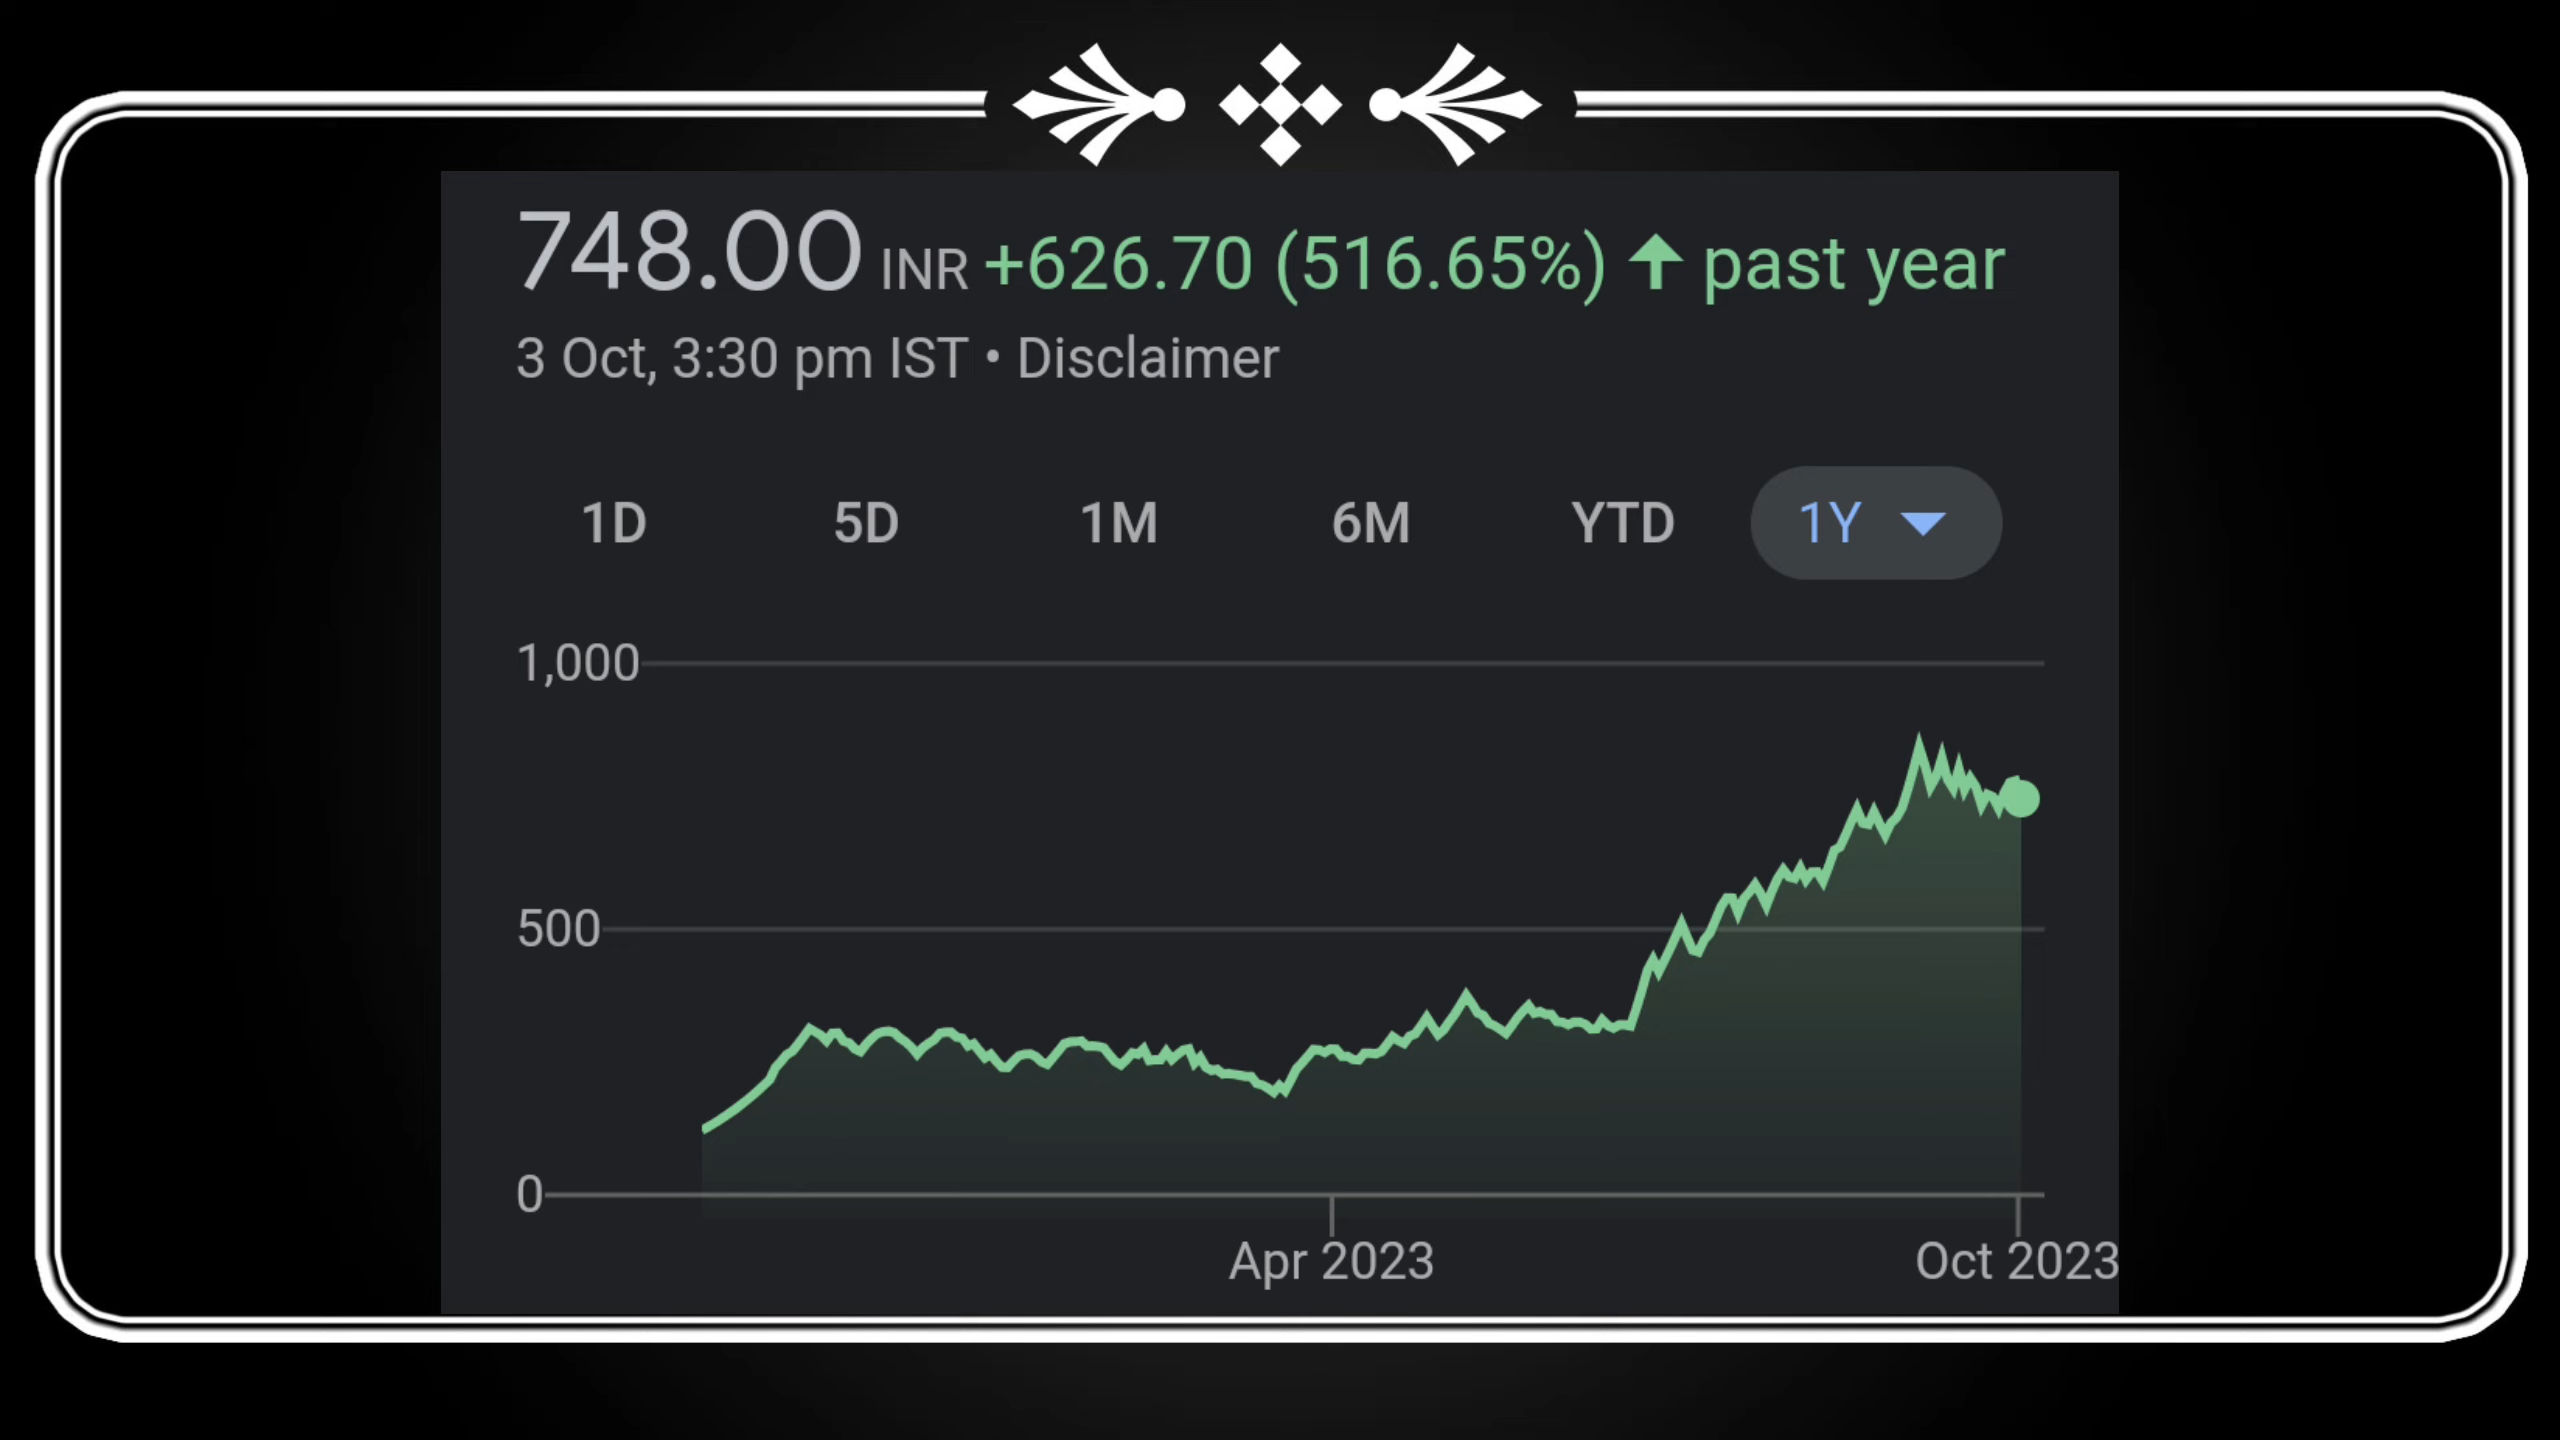 748.00 INR +626.70 (516.65%) ↑ past year
3 Oct, 3:30 pm IST • Disclaimer
1D 5D 1M 6M YTD 1Y
1,000
500
0
Apr 2023 Oct 2023